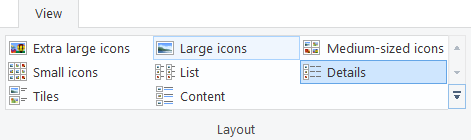 View
Extra large icons Large icons Medium-sized icons
Small icons List Details
Tiles Content
Layout